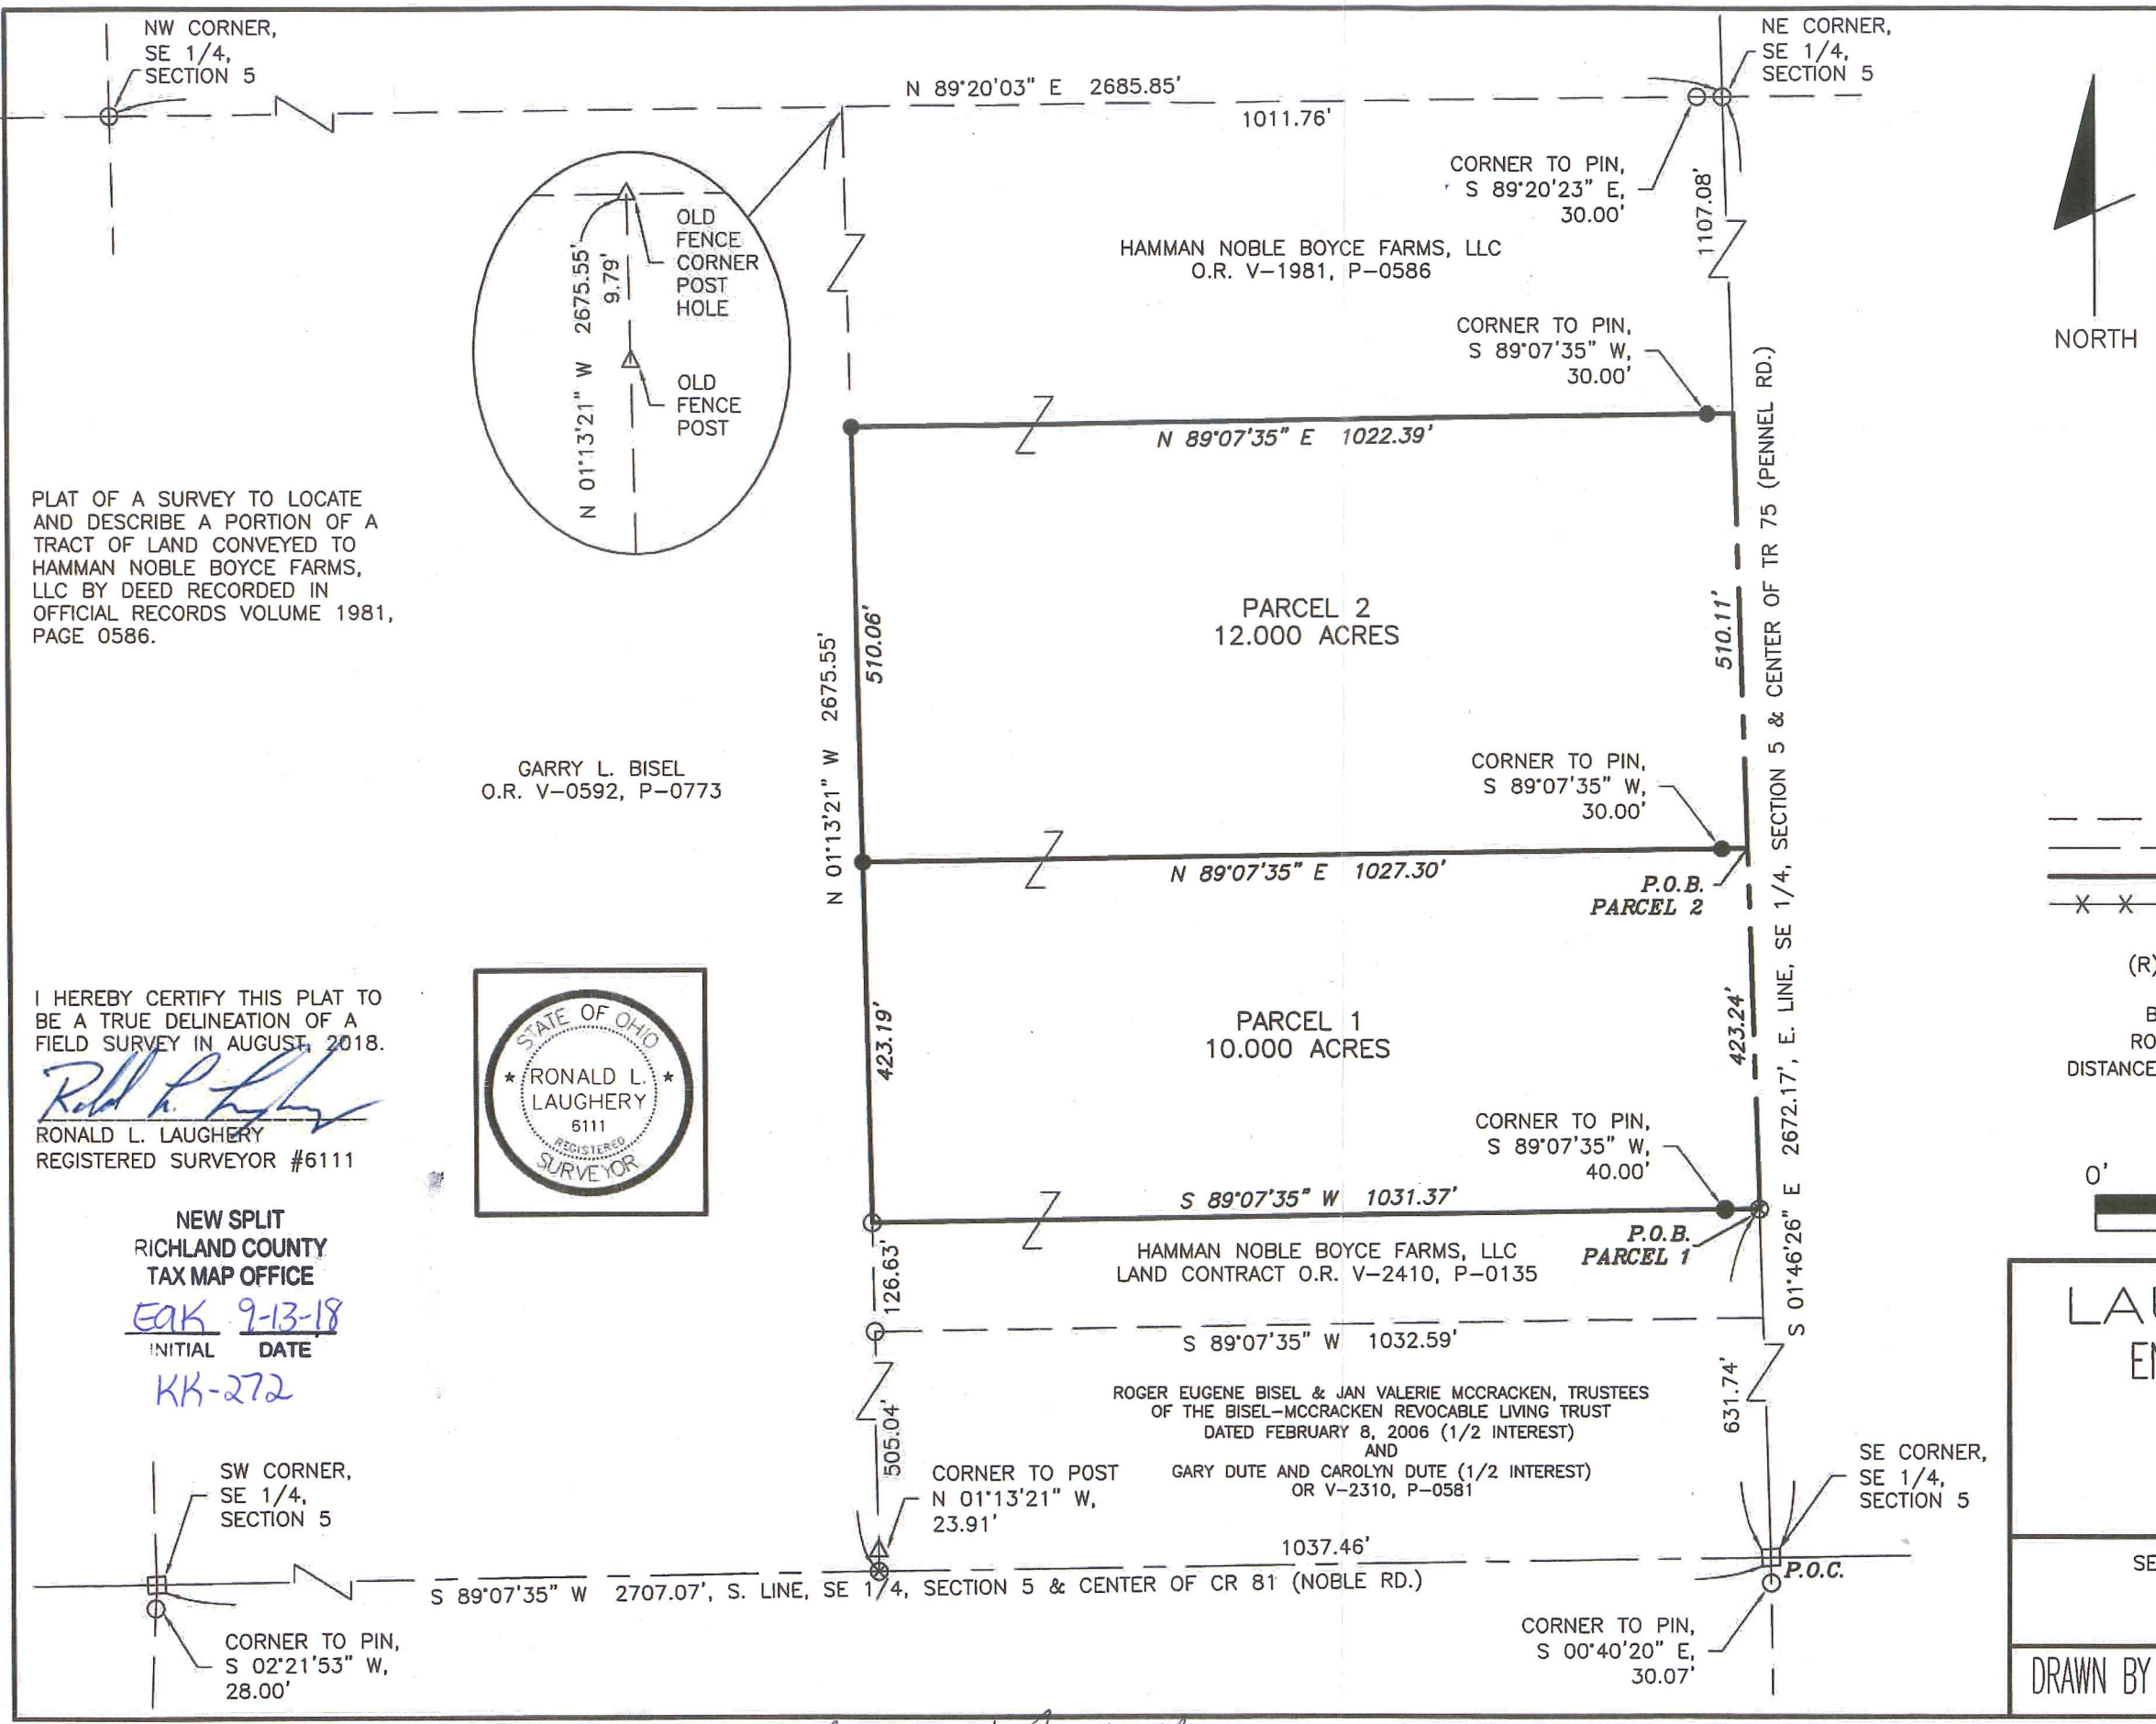 NW CORNER,
SE 1/4,
SECTION 5
N 89°20'03" E 2685.85'
1011.76'
NE CORNER,
SE 1/4,
SECTION 5
CORNER TO PIN,
S 89°20'23" E,
30.00'
1107.08'
NORTH
OLD
FENCE
CORNER
POST
HOLE
N 01°13'21" W 2675.55'
9.79'
OLD
FENCE
POST
HAMMAN NOBLE BOYCE FARMS, LLC
O.R. V-1981, P-0586
CORNER TO PIN,
S 89°07'35" W,
30.00'
N 89°07'35" E 1022.39'
PLAT OF A SURVEY TO LOCATE
AND DESCRIBE A PORTION OF A
TRACT OF LAND CONVEYED TO
HAMMAN NOBLE BOYCE FARMS,
LLC BY DEED RECORDED IN
OFFICIAL RECORDS VOLUME 1981,
PAGE 0586.
PARCEL 2
12.000 ACRES
510.06'
510.11'
N 01°13'21" W 2675.55'
S 01°46'26" E 2672.17', E. LINE, SE 1/4, SECTION 5 & CENTER OF TR 75 (PENNEL RD.)
GARRY L. BISEL
O.R. V-0592, P-0773
CORNER TO PIN,
S 89°07'35" W,
30.00'
N 89°07'35" E 1027.30'
P.O.B.
PARCEL 2
I HEREBY CERTIFY THIS PLAT TO
BE A TRUE DELINEATION OF A
FIELD SURVEY IN AUGUST, 2018.
RONALD L. LAUGHERY
REGISTERED SURVEYOR #6111
STATE OF OHIO
RONALD L.
LAUGHERY
6111
REGISTERED
SURVEYOR
PARCEL 1
10.000 ACRES
423.19'
423.24'
(R)
B
RO
DISTANCE
CORNER TO PIN,
S 89°07'35" W,
40.00'
0'
S 89°07'35" W 1031.37'
P.O.B.
PARCEL 1
NEW SPLIT
RICHLAND COUNTY
TAX MAP OFFICE
EAK 9-13-18
INITIAL DATE
KK-272
HAMMAN NOBLE BOYCE FARMS, LLC
LAND CONTRACT O.R. V-2410, P-0135
126.63'
S 89°07'35" W 1032.59'
631.74'
505.04'
ROGER EUGENE BISEL & JAN VALERIE MCCRACKEN, TRUSTEES
OF THE BISEL-MCCRACKEN REVOCABLE LIVING TRUST
DATED FEBRUARY 8, 2006 (1/2 INTEREST)
AND
GARY DUTE AND CAROLYN DUTE (1/2 INTEREST)
OR V-2310, P-0581
SW CORNER,
SE 1/4,
SECTION 5
CORNER TO POST
N 01°13'21" W,
23.91'
SE CORNER,
SE 1/4,
SECTION 5
1037.46'
P.O.C.
S 89°07'35" W 2707.07', S. LINE, SE 1/4, SECTION 5 & CENTER OF CR 81 (NOBLE RD.)
CORNER TO PIN,
S 02°21'53" W,
28.00'
CORNER TO PIN,
S 00°40'20" E,
30.07'
LAU
EN
SE
DRAWN BY